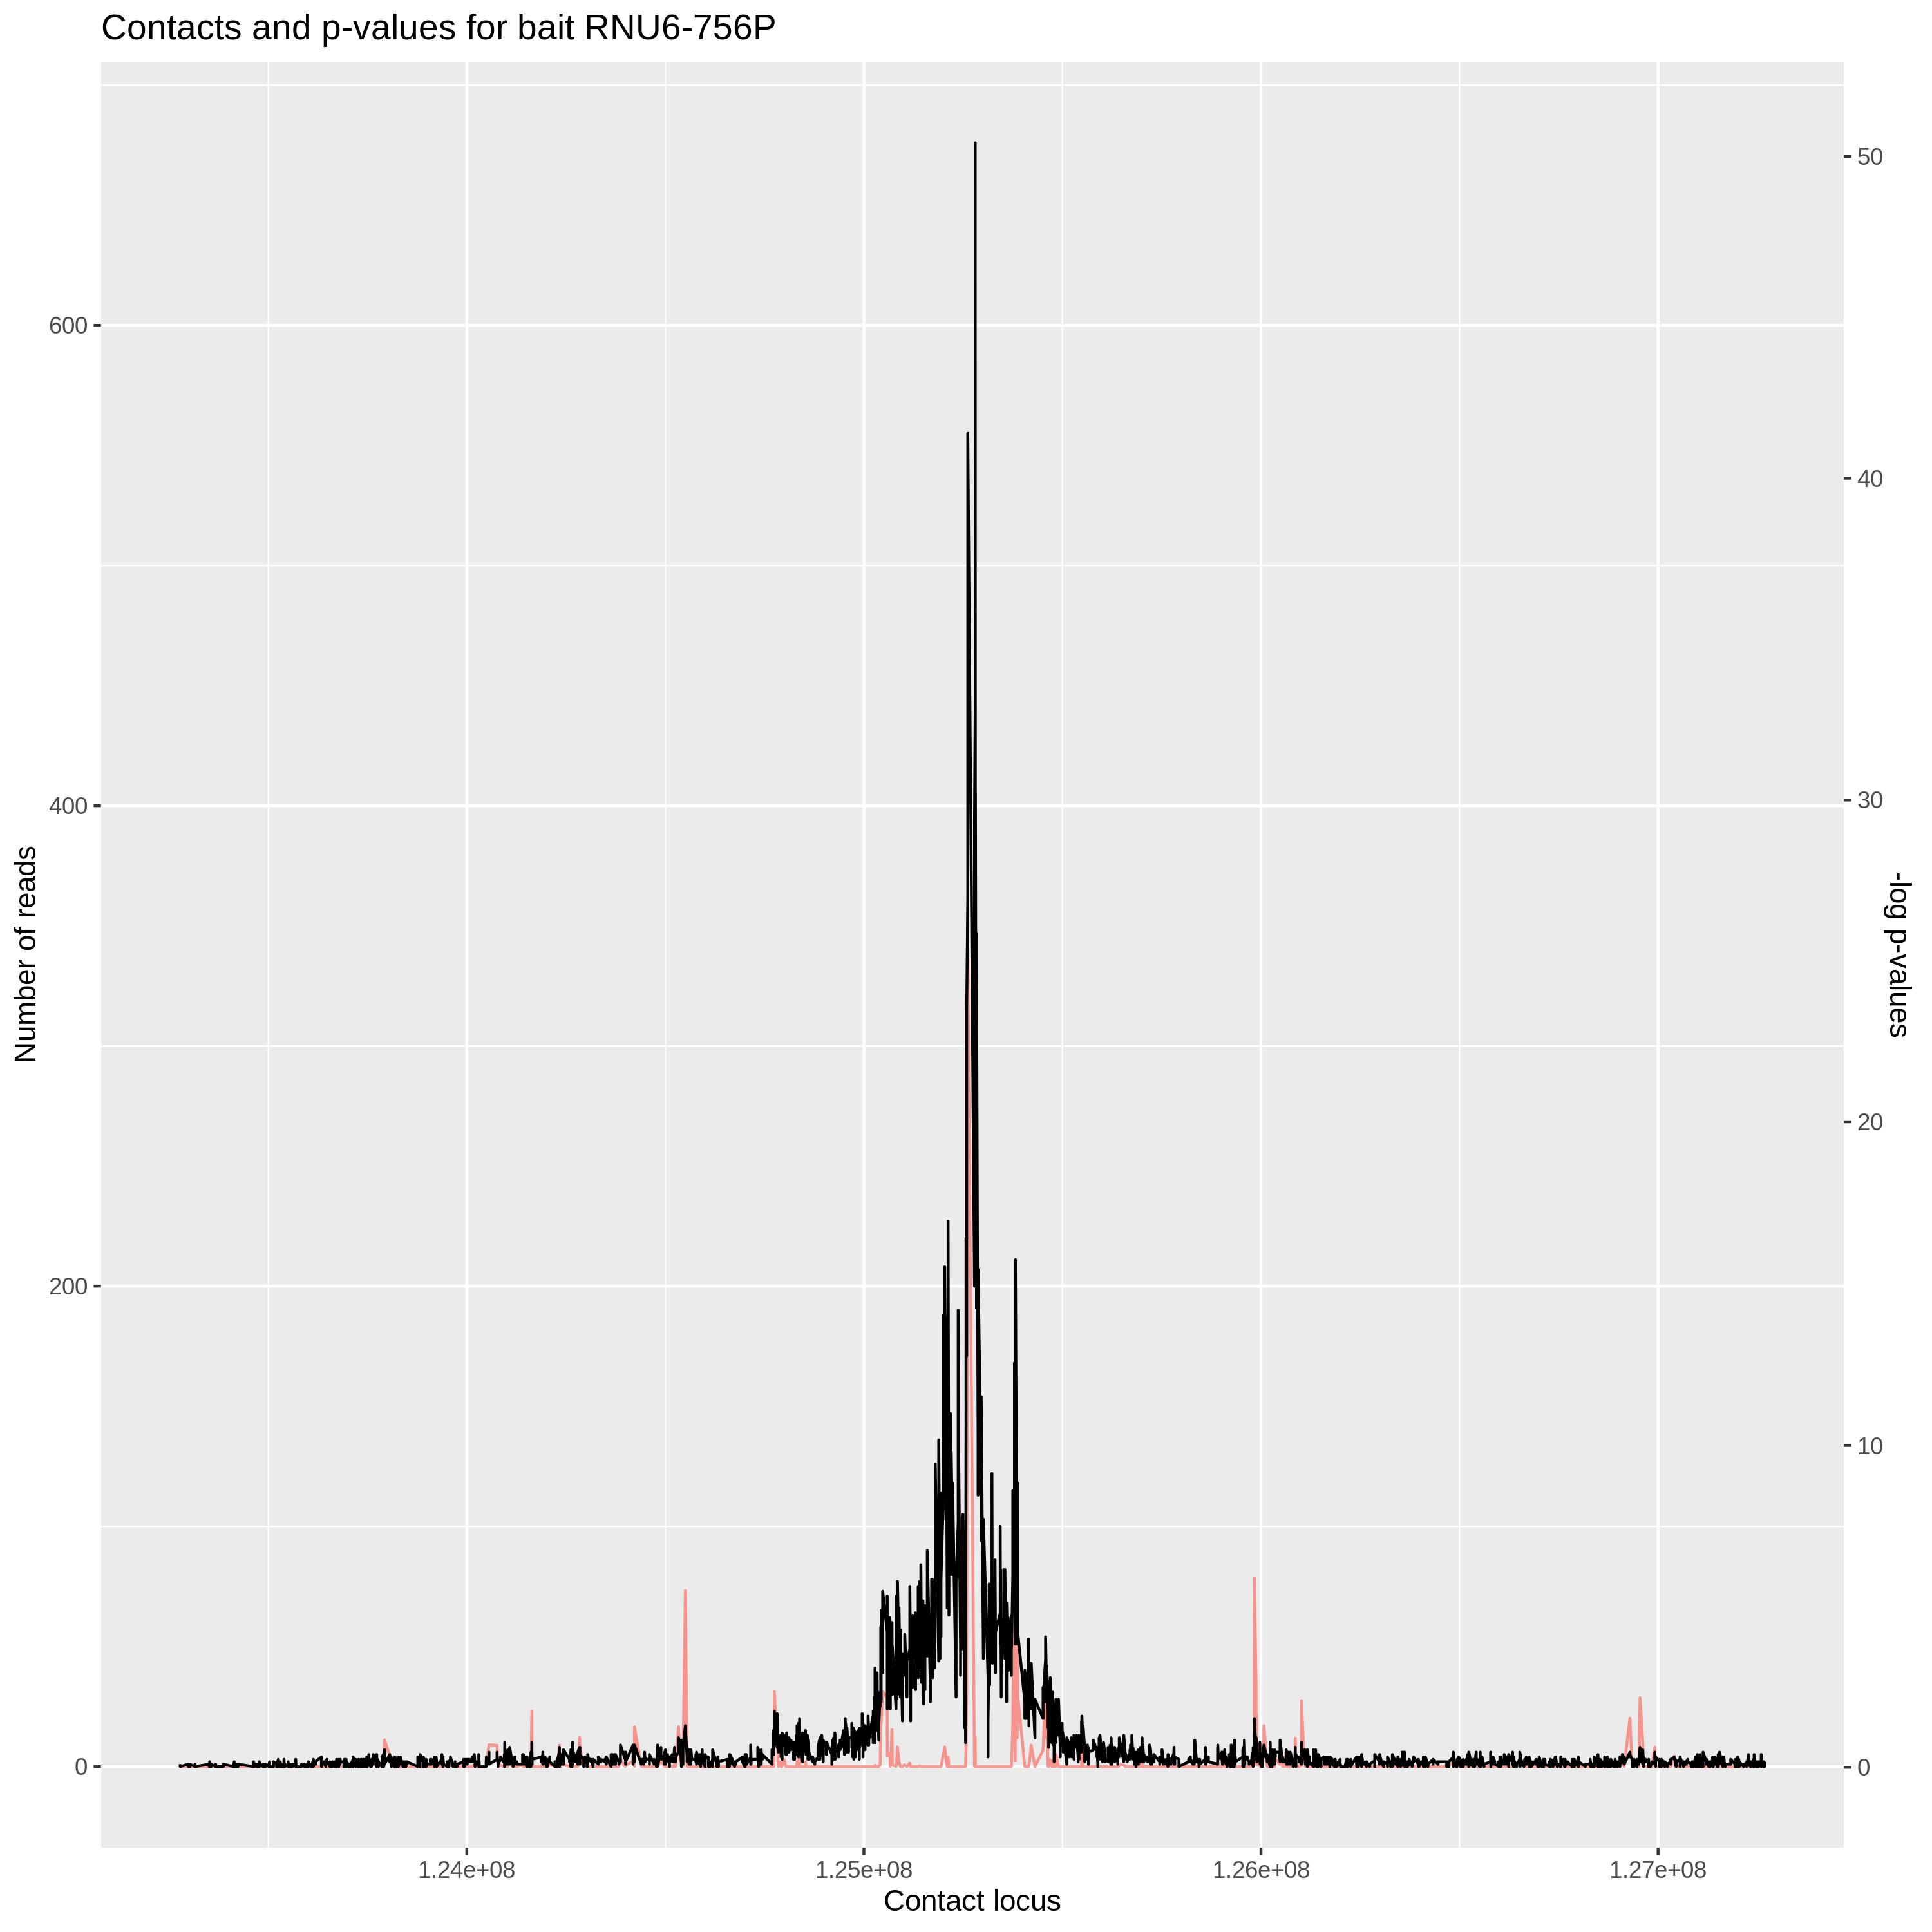 Contacts and p-values for bait RNU6-756P
Number of reads
600
400
200
0
50
40
30
20
10
0
-log p-values
1.24e+08
1.25e+08
1.26e+08
1.27e+08
Contact locus